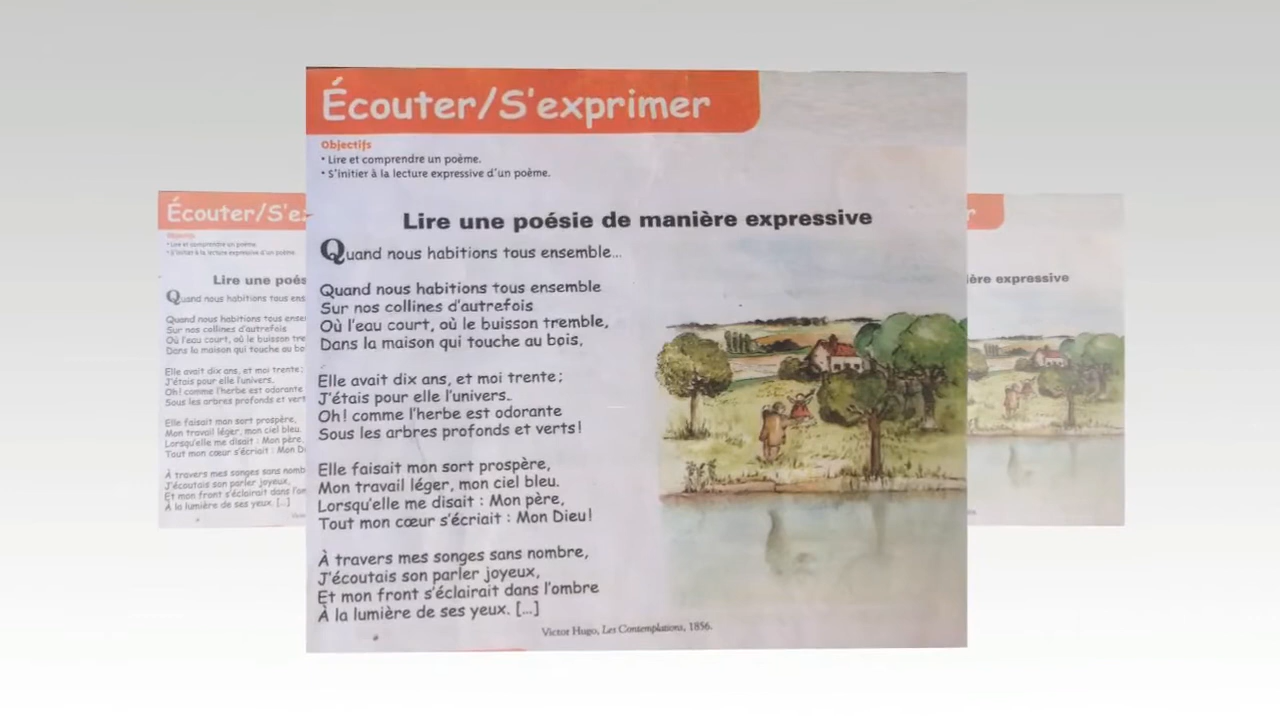 Écouter/S'exprimer
Objectifs
• Lire et comprendre un poème.
• S'initier à la lecture expressive d'un poème.
Lire une poésie de manière expressive
Quand nous habitions tous ensemble...
Quand nous habitions tous ensemble
Sur nos collines d'autrefois
Où l'eau court, où le buisson tremble,
Dans la maison qui touche au bois,
Elle avait dix ans, et moi trente ;
J'étais pour elle l'univers.
Oh! comme l'herbe est odorante
Sous les arbres profonds et verts!
Elle faisait mon sort prospère,
Mon travail léger, mon ciel bleu.
Lorsqu'elle me disait : Mon père,
Tout mon cœur s'écriait : Mon Dieu!
À travers mes songes sans nombre,
J'écoutais son parler joyeux,
Et mon front s'éclairait dans l'ombre
À la lumière de ses yeux. [...]
Victor Hugo, Les Contemplations, 1856.